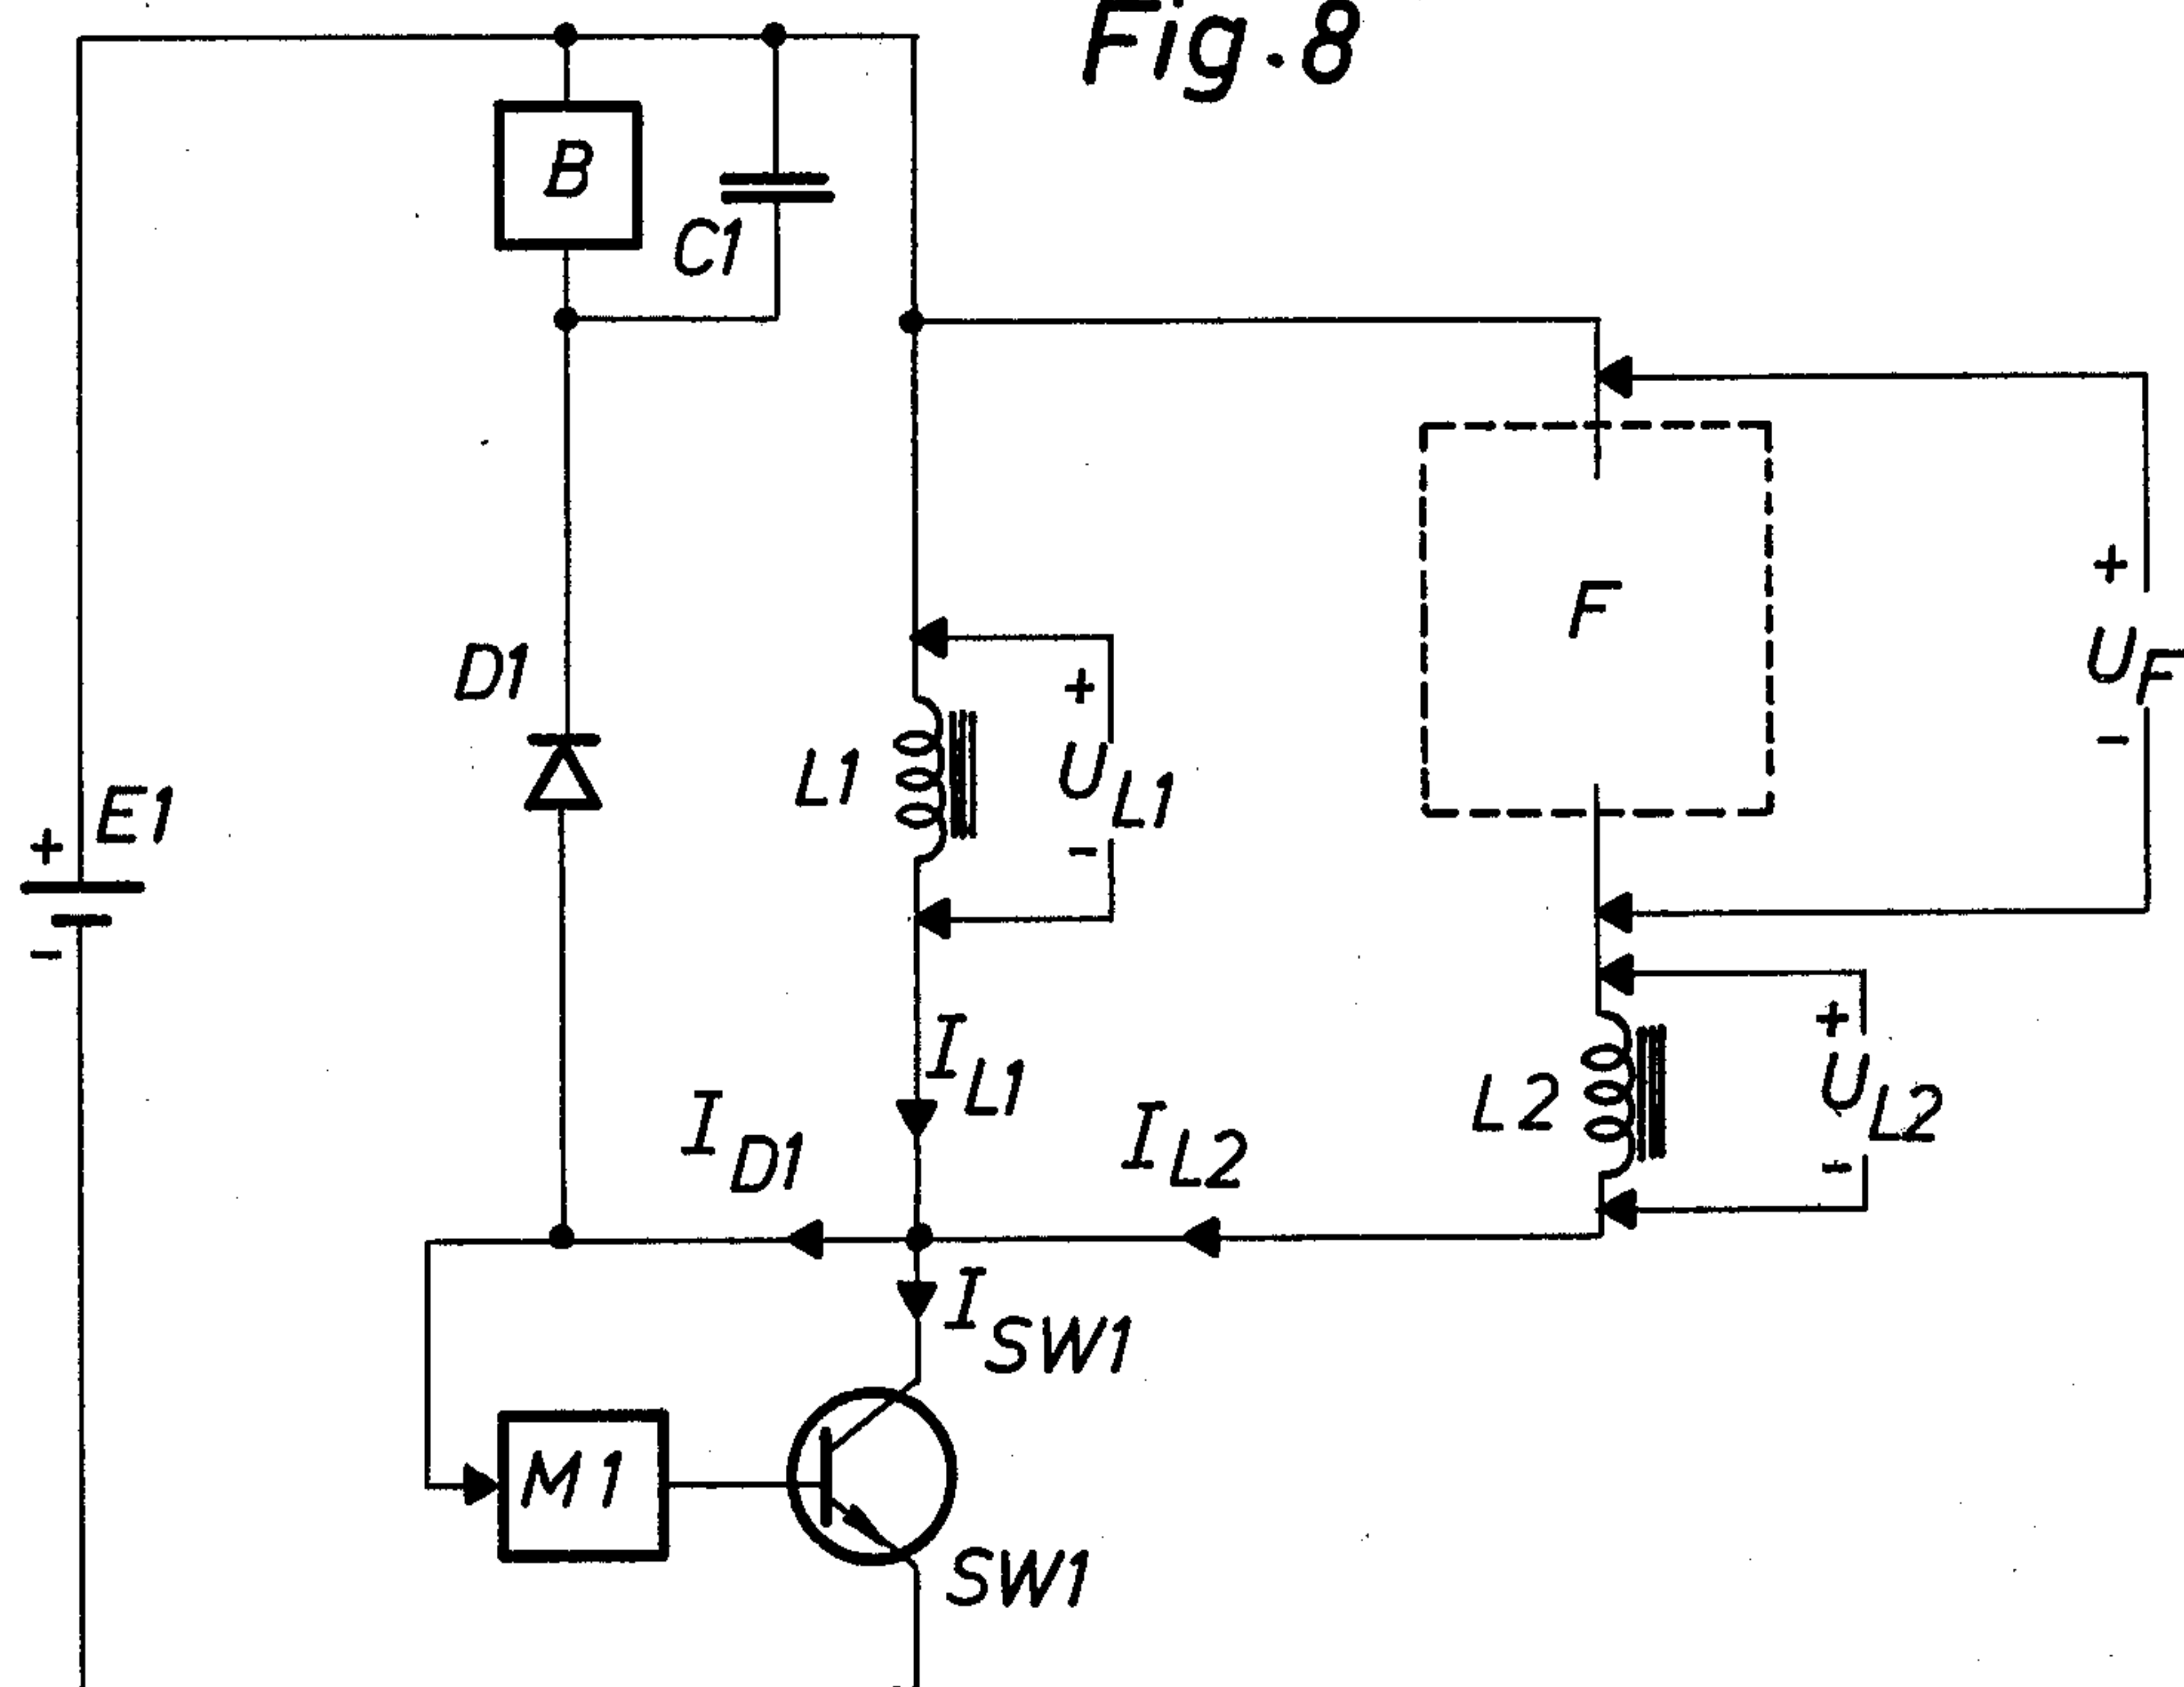 Fig. 8
B
C1
D1
E1
+
-
L1
+
U L1
-
F
+
U F
-
I L1
I D1
I L2
L2
+
U L2
-
I SW1
M1
SW1